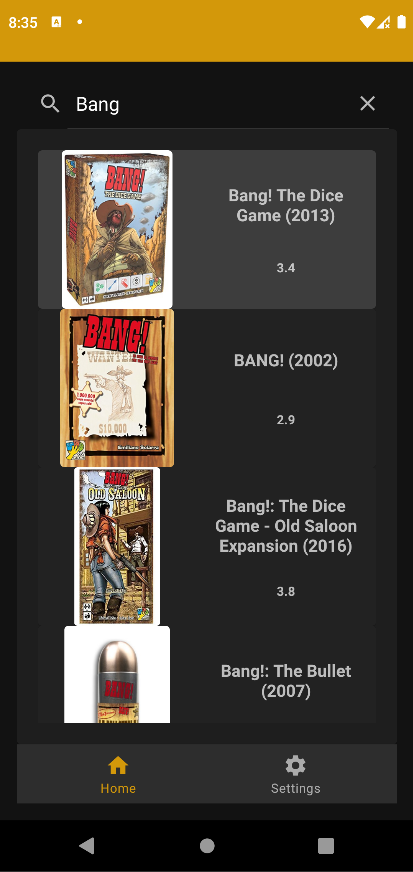 8:35
A
Bang
BANG!
THE DICE GAME
Bang! The Dice
Game (2013)
3.4
BANG!
WANTED
$10,000
BANG! (2002)
2.9
BANG!
OLD SALOON
Bang!: The Dice
Game - Old Saloon
Expansion (2016)
3.8
BANG!
Bang!: The Bullet
(2007)
Home
Settings